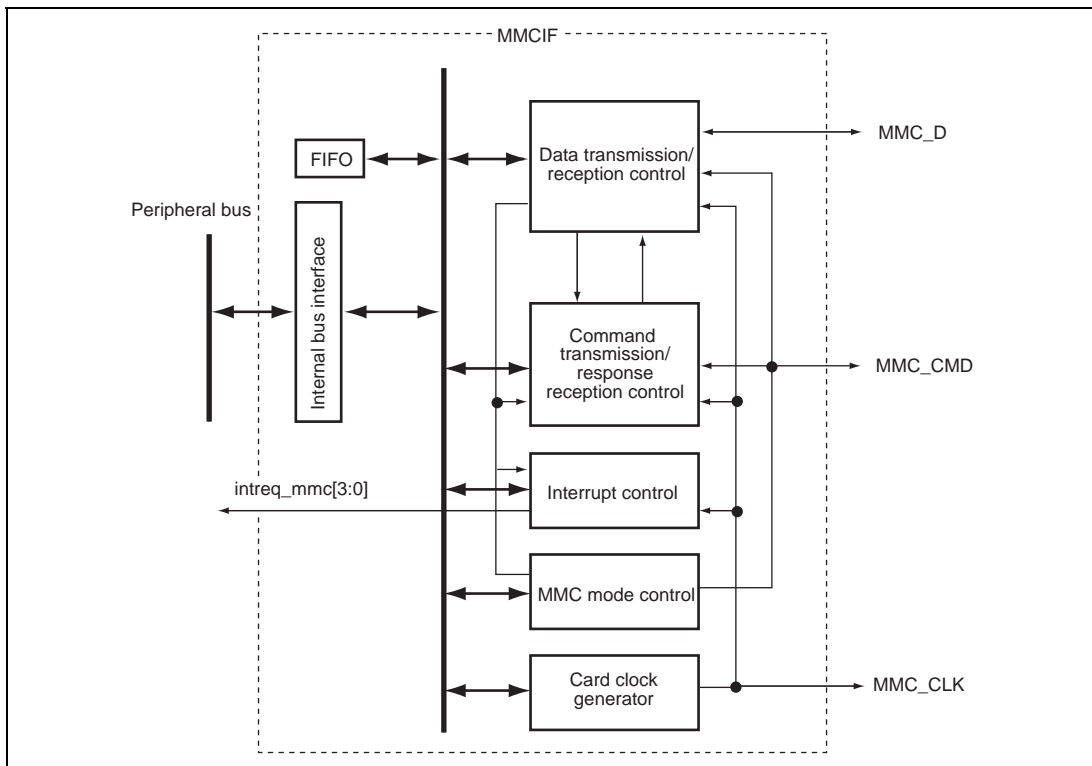 MMCIF
MMC_D
Data transmission/
reception control
FIFO
Peripheral bus
Internal bus interface
Command
transmission/
response
reception control
MMC_CMD
intreq_mmc[3:0]
Interrupt control
MMC mode control
Card clock
generator
MMC_CLK